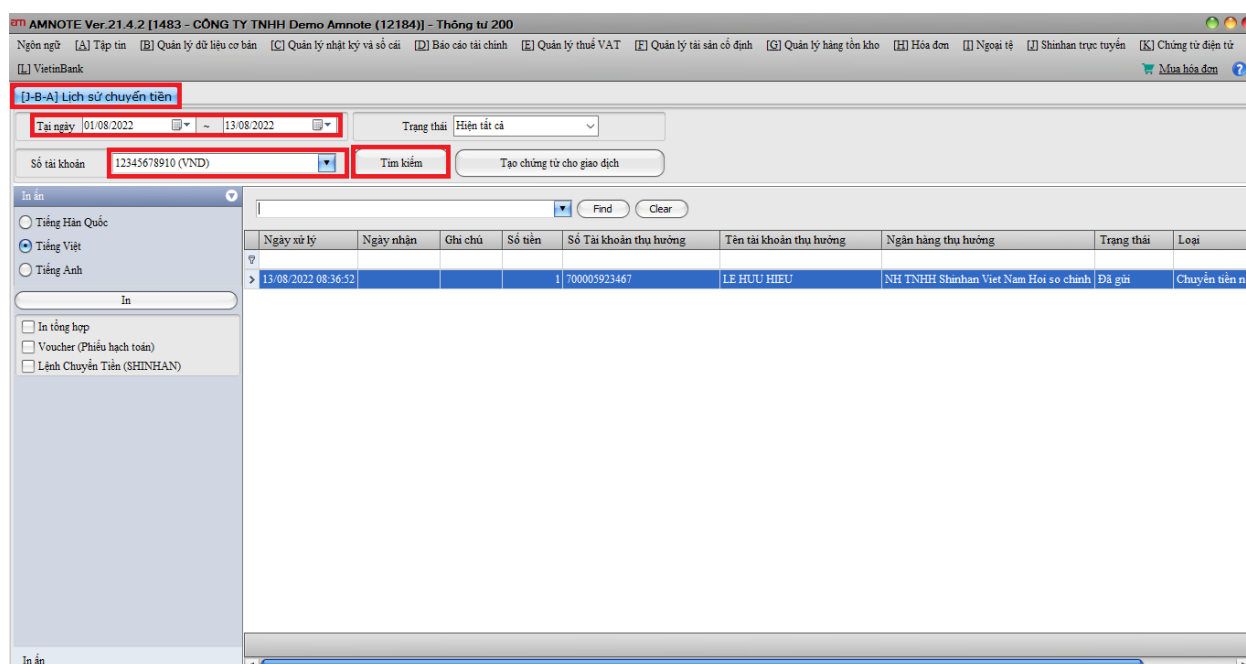 AMNOTE Ver.21.4.2 [1483 - CÔNG TY TNHH Demo Amnote (12184)] - Thông tư 200
Ngôn ngữ [A] Tập tin [B] Quản lý dữ liệu cơ bản [C] Quản lý nhật ký và sổ cái [D] Báo cáo tài chính [E] Quản lý thuế VAT [F] Quản lý tài sản cố định [G] Quản lý hàng tồn kho [H] Hóa đơn [I] Ngoại tệ [J] Shinhan trực tuyến [K] Chứng từ điện tử
[L] VietinBank Mua hóa đơn
[J-B-A] Lịch sử chuyển tiền
Tại ngày 01/08/2022 ~ 13/08/2022 Trạng thái Hiện tất cả
Số tài khoản 12345678910 (VND) Tìm kiếm Tạo chứng từ cho giao dịch
In ấn
Find Clear
Tiếng Hàn Quốc
Tiếng Việt
Tiếng Anh
In
In tổng hợp
Voucher (Phiếu hạch toán)
Lệnh Chuyển Tiền (SHINHAN)
Ngày xử lý Ngày nhận Ghi chú Số tiền Số Tài khoản thụ hưởng Tên tài khoản thụ hưởng Ngân hàng thụ hưởng Trạng thái Loại
13/08/2022 08:36:52 1 700005923467 LE HUU HIEU NH TNHH Shinhan Viet Nam Hoi so chinh Đã gửi Chuyển tiền n
In ấn